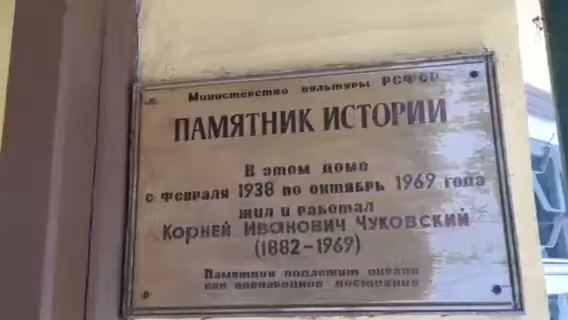 Министерство культуры РСФСР
ПАМЯТНИК ИСТОРИИ
В этом доме
с февраля 1938 по октябрь 1969 года
жил и работал
Корней Иванович Чуковский
(1882-1969)
Памятник подлежит охране
как всенародное достояние